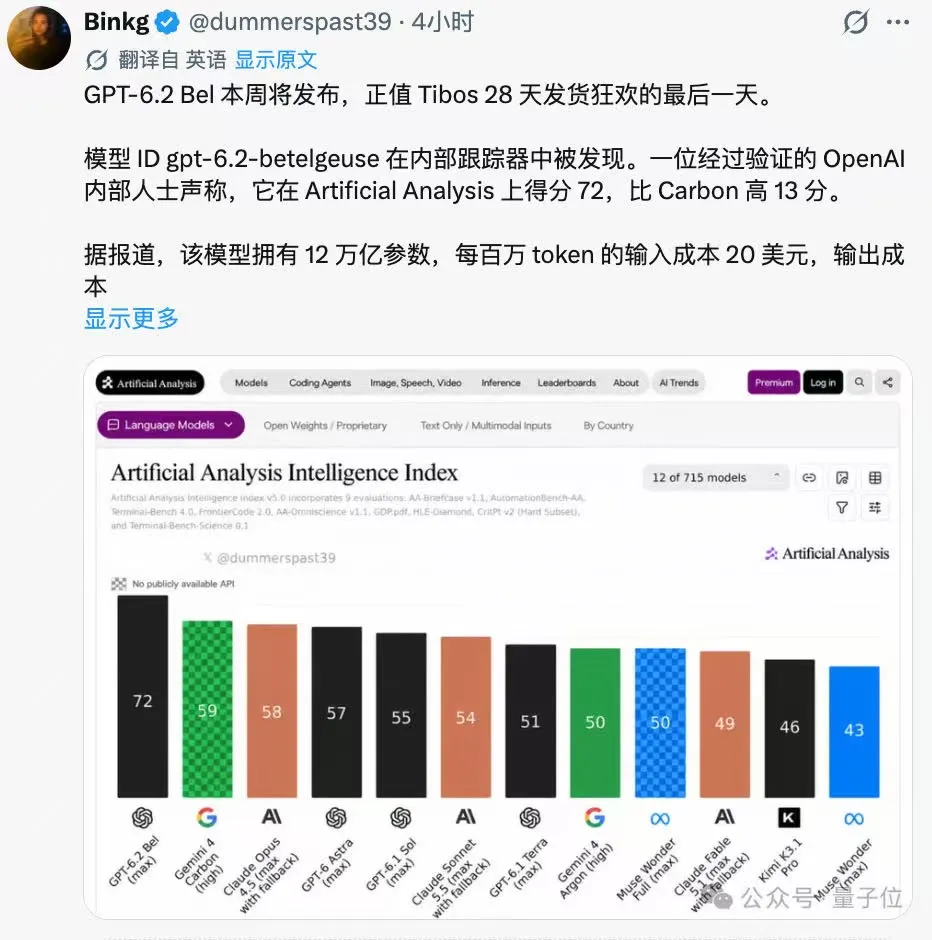 Binkg @dummerspast39 · 4小时
翻译自 英语 显示原文
GPT-6.2 Bel 本周将发布，正值 Tibos 28 天发货狂欢的最后一天。
模型 ID gpt-6.2-betelgeuse 在内部跟踪器中被发现。一位经过验证的 OpenAI
内部人士声称，它在 Artificial Analysis 上得分 72，比 Carbon 高 13 分。
据报道，该模型拥有 12 万亿参数，每百万 token 的输入成本 20 美元，输出成
本
显示更多
Artificial Analysis Models Coding Agents Image, Speech, Video Inference Leaderboards About AI Trends Premium Log in
Language Models Open Weights / Proprietary Text Only / Multimodal Inputs By Country
Artificial Analysis Intelligence Index
12 of 715 models
Artificial Analysis Intelligence Index v5.0 incorporates 9 evaluations: AA-Briefcase v1.1, AutomationBench-AA,
Terminal-Bench 4.0, FrontierCode 2.0, AA-Omniscience v1.1, GDP.pdf, HLE-Diamond, CritPt v2 (Hard Subset),
and Terminal-Bench-Science 0.1
X @dummerspast39
Artificial Analysis
No publicly available API
72 59 58 57 55 54 51 50 50 49 46 43
GPT-6.2 Bel
(max)
Gemini 4
Carbon
(high)
Claude Opus
4.5 (max
with fallback)
GPT-6 Astra
(max)
GPT-6.1 Sol
(max)
Claude Sonnet
5.5 (max
with fallback)
GPT-6.1 Terra
(max)
Gemini 4
Argon (high)
Muse Wonder
Full (max)
Claude Fable
5.1 (max
with fallback)
Kimi K3.1
Pro
Muse Wonder
(max)
公众号 · 量子位